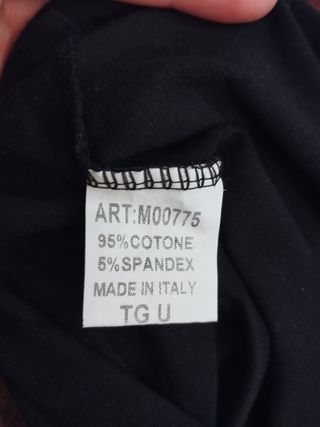 ART:M00775
95%COTONE
5%SPANDEX
MADE IN ITALY
TG U